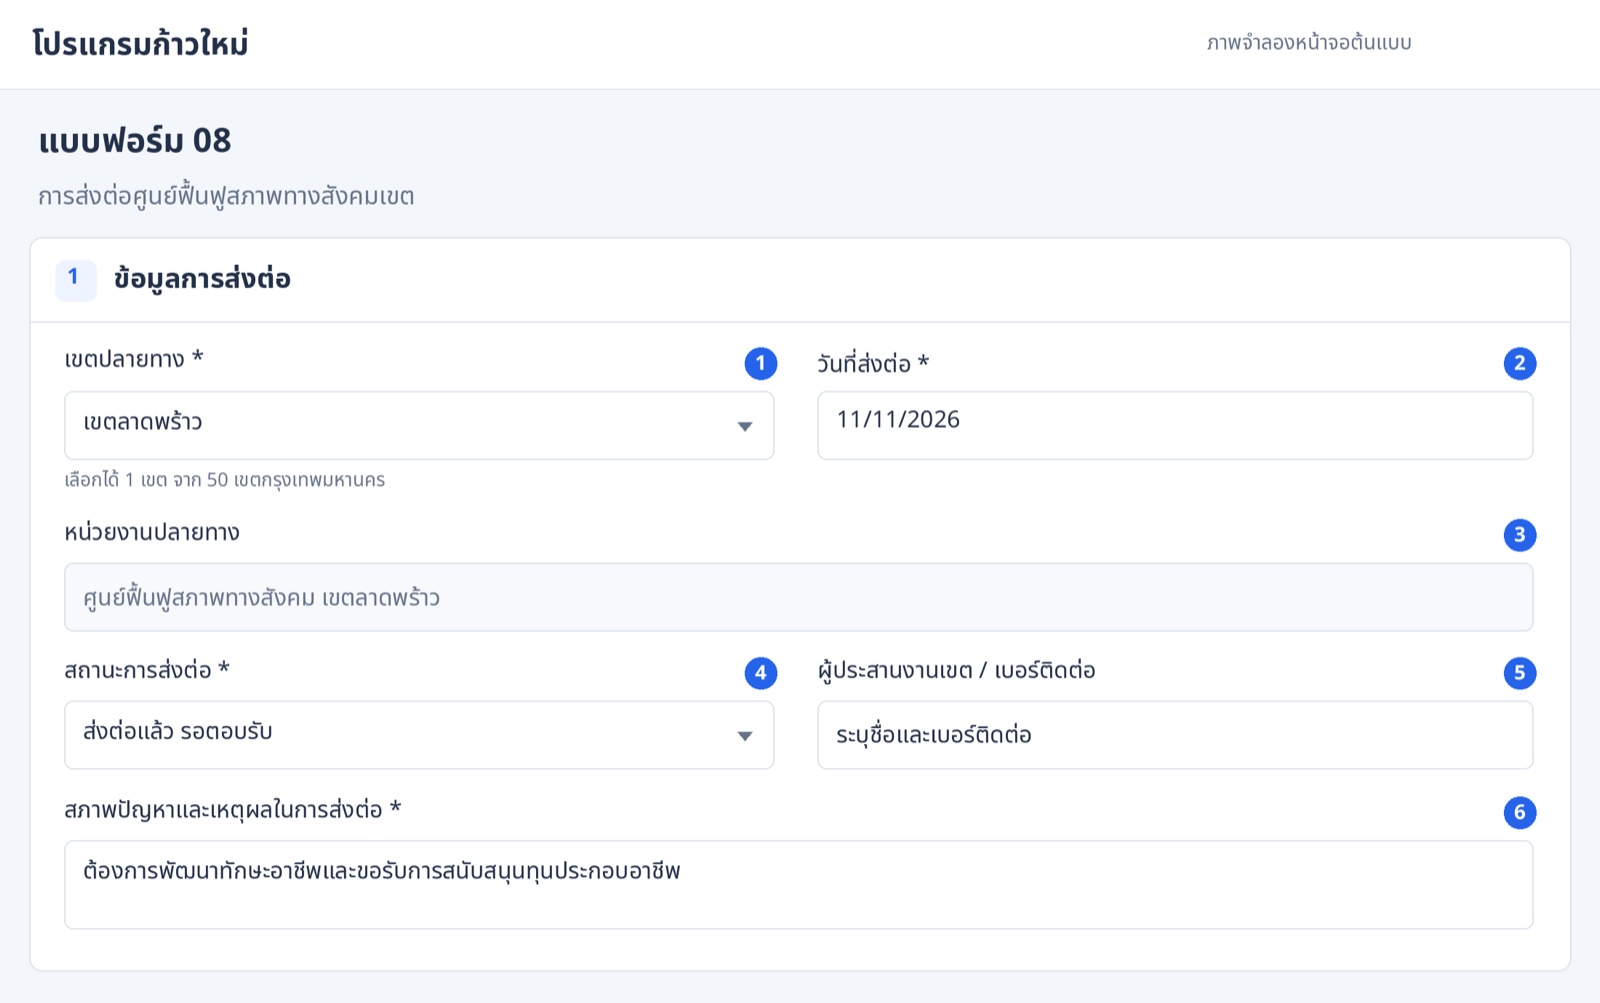 โปรแกรมก้าวใหม่
ภาพจำลองหน้าจอต้นแบบ
แบบฟอร์ม 08
การส่งต่อศูนย์ฟื้นฟูสภาพทางสังคมเขต
1 ข้อมูลการส่งต่อ
เขตปลายทาง * 1
วันที่ส่งต่อ * 2
เขตลาดพร้าว
11/11/2026
เลือกได้ 1 เขต จาก 50 เขตกรุงเทพมหานคร
หน่วยงานปลายทาง 3
ศูนย์ฟื้นฟูสภาพทางสังคม เขตลาดพร้าว
สถานะการส่งต่อ * 4
ผู้ประสานงานเขต / เบอร์ติดต่อ 5
ส่งต่อแล้ว รอตอบรับ
ระบุชื่อและเบอร์ติดต่อ
สภาพปัญหาและเหตุผลในการส่งต่อ * 6
ต้องการพัฒนาทักษะอาชีพและขอรับการสนับสนุนทุนประกอบอาชีพ